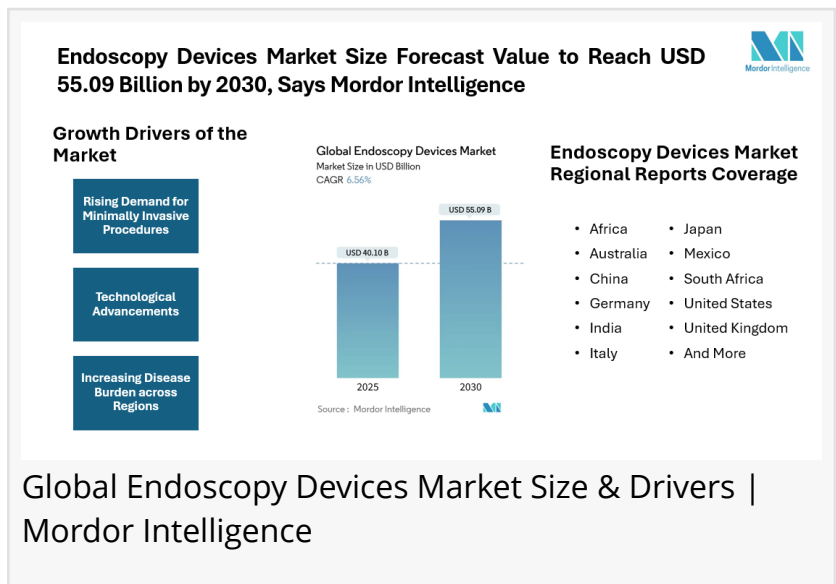 Endoscopy Devices Market Size Forecast Value to Reach USD
55.09 Billion by 2030, Says Mordor Intelligence
Mordor Intelligence
Growth Drivers of the
Market
Rising Demand for
Minimally Invasive
Procedures
Technological
Advancements
Increasing Disease
Burden across
Regions
Global Endoscopy Devices Market
Market Size in USD Billion
CAGR 6.56%
USD 40.10 B
USD 55.09 B
2025
2030
Source : Mordor Intelligence
Endoscopy Devices Market
Regional Reports Coverage
• Africa
• Australia
• China
• Germany
• India
• Italy
• Japan
• Mexico
• South Africa
• United States
• United Kingdom
• And More
Global Endoscopy Devices Market Size & Drivers |
Mordor Intelligence